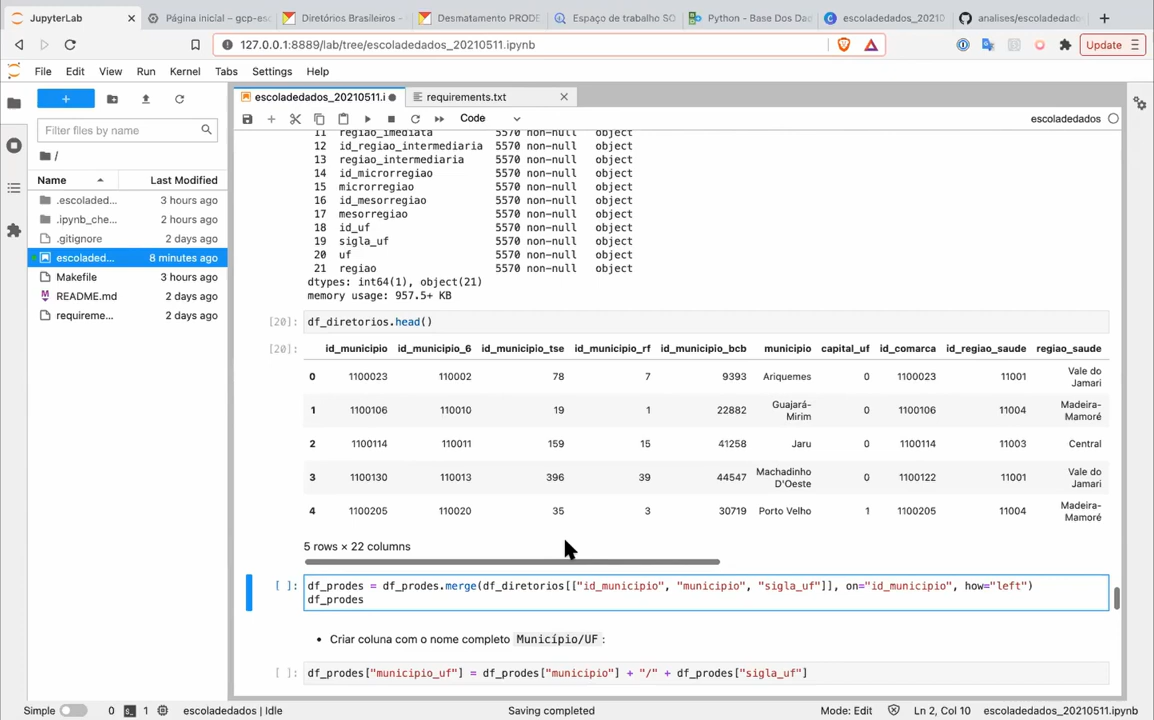 JupyterLab
Página inicial – gcp-esc
Diretórios Brasileiros -
Desmatamento PRODE
Espaço de trabalho SQ
Python - Base Dos Dad
escoladedados_20210
analises/escoladedado
127.0.0.1:8889/lab/tree/escoladedados_20210511.ipynb
Update
File Edit View Run Kernel Tabs Settings Help
escoladedados_20210511.i
requirements.txt
Filter files by name
Code
escoladedados
/
Name Last Modified
.escoladed... 3 hours ago
.ipynb_che... 2 hours ago
.gitignore 2 days ago
escoladed... 8 minutes ago
Makefile 3 hours ago
README.md 2 days ago
requireme... 2 days ago
11 regiao_imediata 5570 non-null object
12 id_regiao_intermediaria 5570 non-null object
13 regiao_intermediaria 5570 non-null object
14 id_microrregiao 5570 non-null object
15 microrregiao 5570 non-null object
16 id_mesorregiao 5570 non-null object
17 mesorregiao 5570 non-null object
18 id_uf 5570 non-null object
19 sigla_uf 5570 non-null object
20 uf 5570 non-null object
21 regiao 5570 non-null object
dtypes: int64(1), object(21)
memory usage: 957.5+ KB
[20]: df_diretorios.head()
[20]: id_municipio id_municipio_6 id_municipio_tse id_municipio_rf id_municipio_bcb municipio capital_uf id_comarca id_regiao_saude regiao_saude
0 1100023 110002 78 7 9393 Ariquemes 0 1100023 11001 Vale do Jamari
1 1100106 110010 19 1 22882 Guajará-Mirim 0 1100106 11004 Madeira-Mamoré
2 1100114 110011 159 15 41258 Jaru 0 1100114 11003 Central
3 1100130 110013 396 39 44547 Machadinho D'Oeste 0 1100122 11001 Vale do Jamari
4 1100205 110020 35 3 30719 Porto Velho 1 1100205 11004 Madeira-Mamoré
5 rows × 22 columns
[ ]: df_prodes = df_prodes.merge(df_diretorios[["id_municipio", "municipio", "sigla_uf"]], on="id_municipio", how="left")
df_prodes
• Criar coluna com o nome completo Município/UF :
[ ]: df_prodes["municipio_uf"] = df_prodes["municipio"] + "/" + df_prodes["sigla_uf"]
Simple 0 1 escoladedados | Idle Saving completed Mode: Edit Ln 2, Col 10 escoladedados_20210511.ipynb